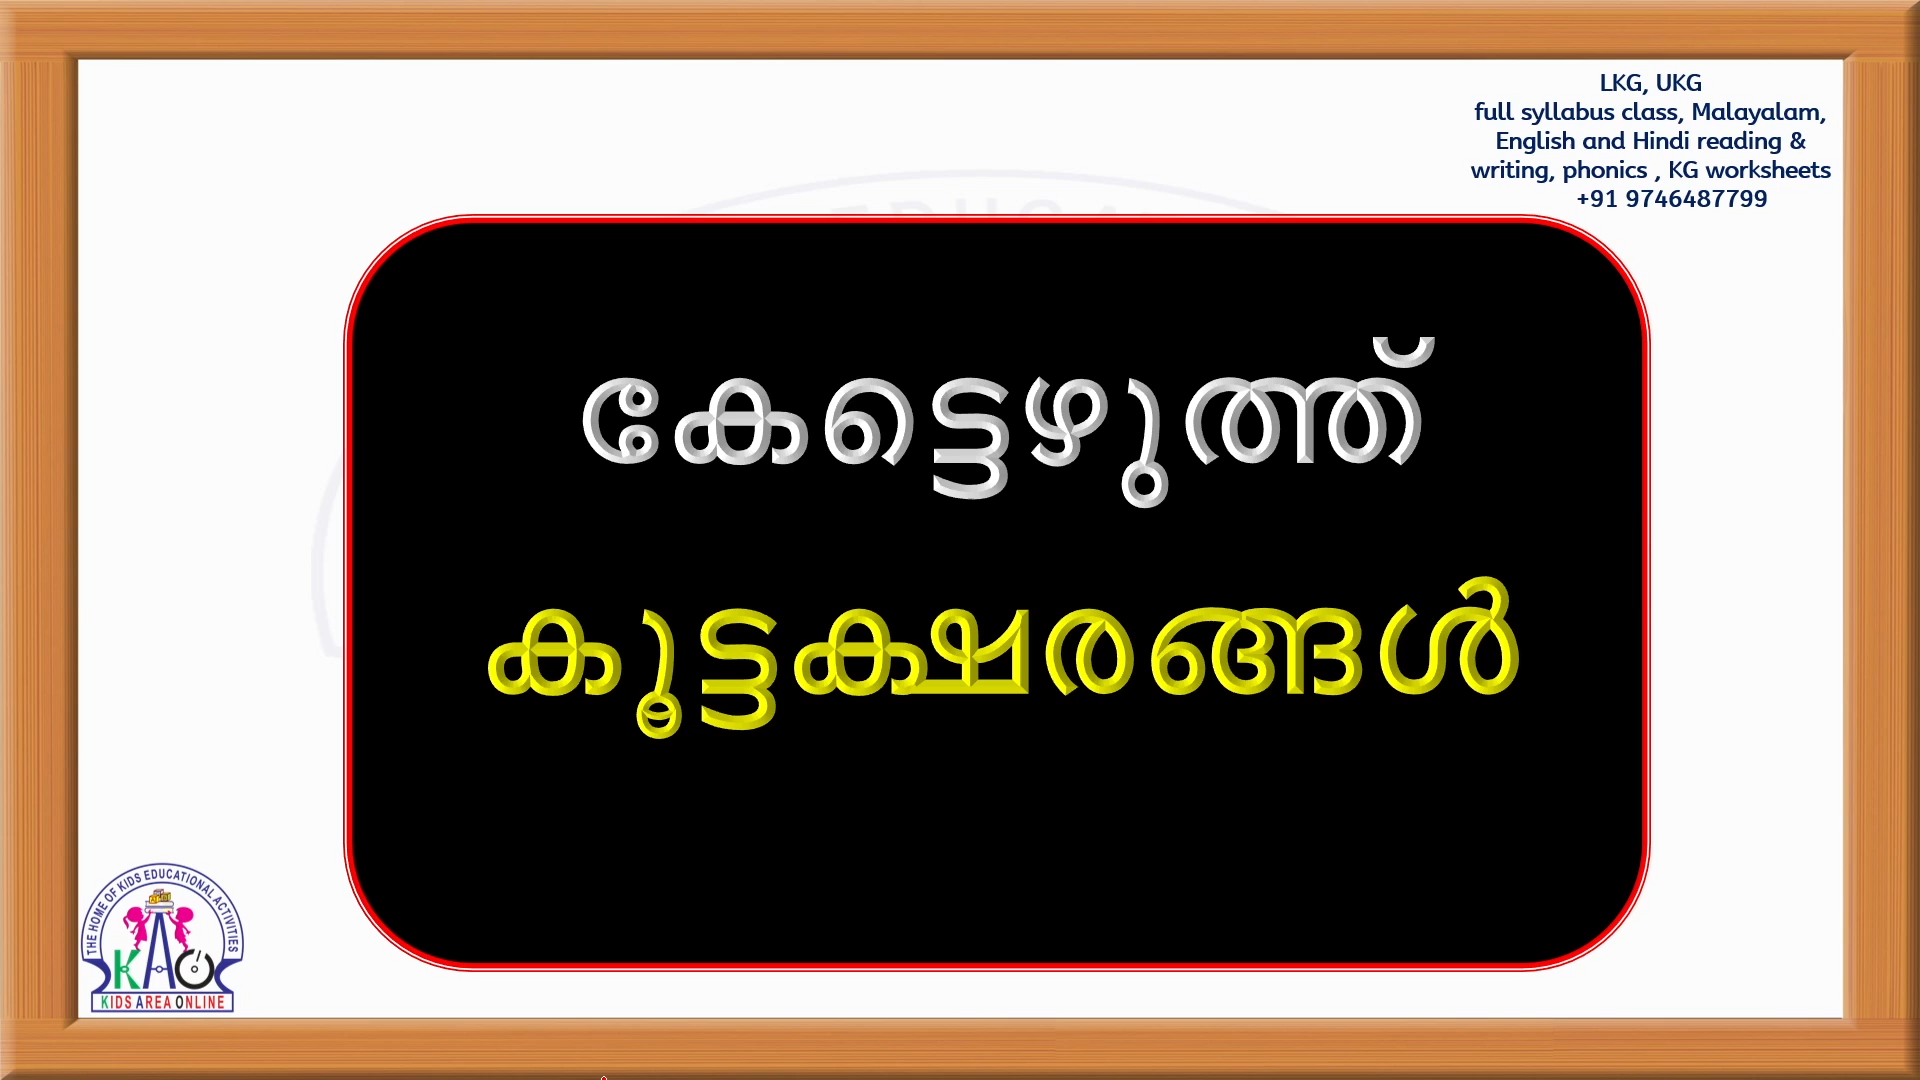 LKG, UKG
full syllabus class, Malayalam,
English and Hindi reading &
writing, phonics , KG worksheets
+91 9746487799
കേട്ടെഴുത്ത്
കൂട്ടക്ഷരങ്ങൾ
THE HOME OF KIDS EDUCATIONAL ACTIVITIES
KAO
KIDS AREA ONLINE